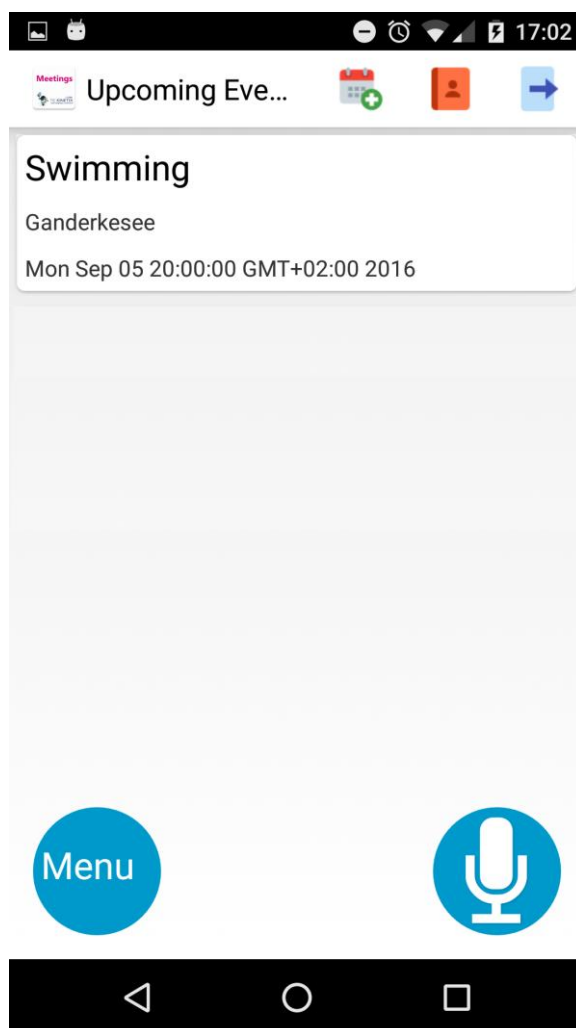 17:02
Meetings
Upcoming Eve...
Swimming
Ganderkesee
Mon Sep 05 20:00:00 GMT+02:00 2016
Menu